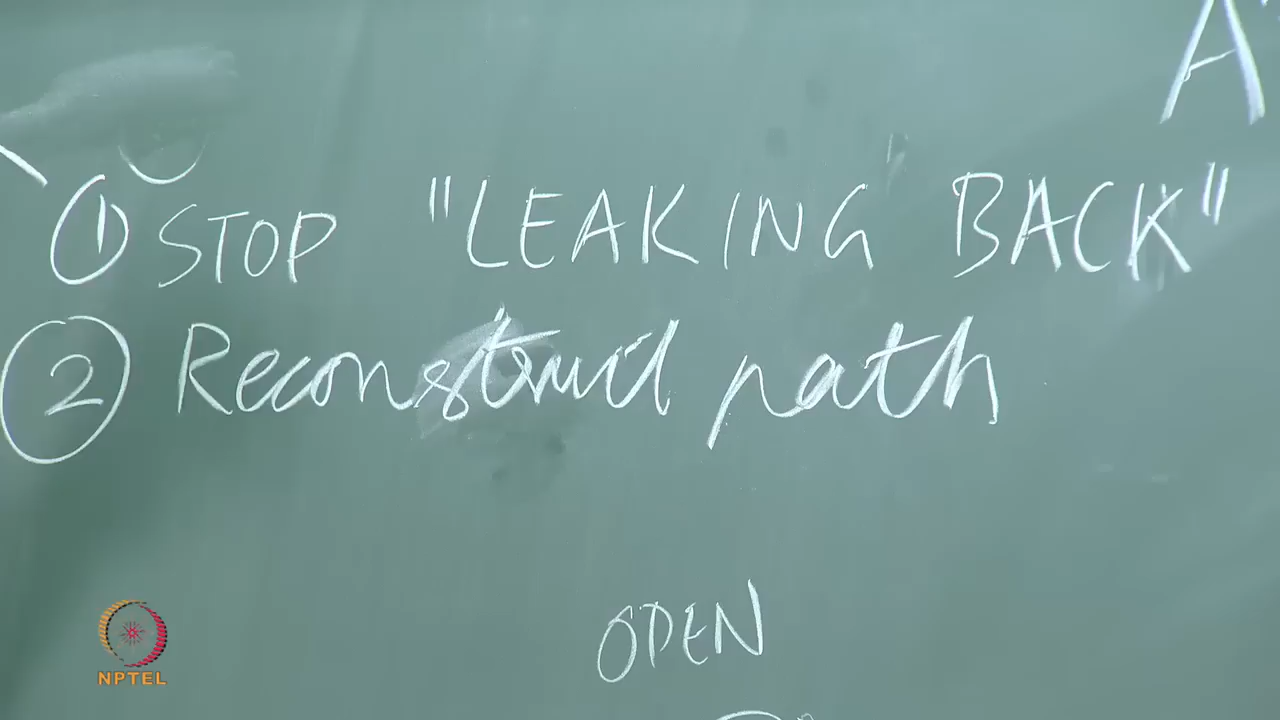 A*
① STOP "LEAKING BACK"
② Reconstruct path
OPEN
NPTEL